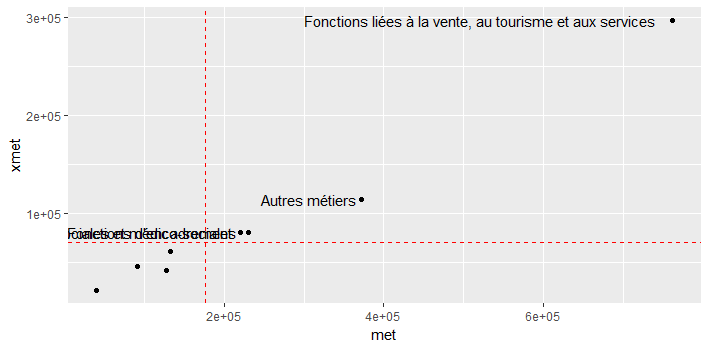 3e+05
Fonctions liées à la vente, au tourisme et aux services
2e+05
xmet
Autres métiers
1e+05
2e+05
4e+05
6e+05
met